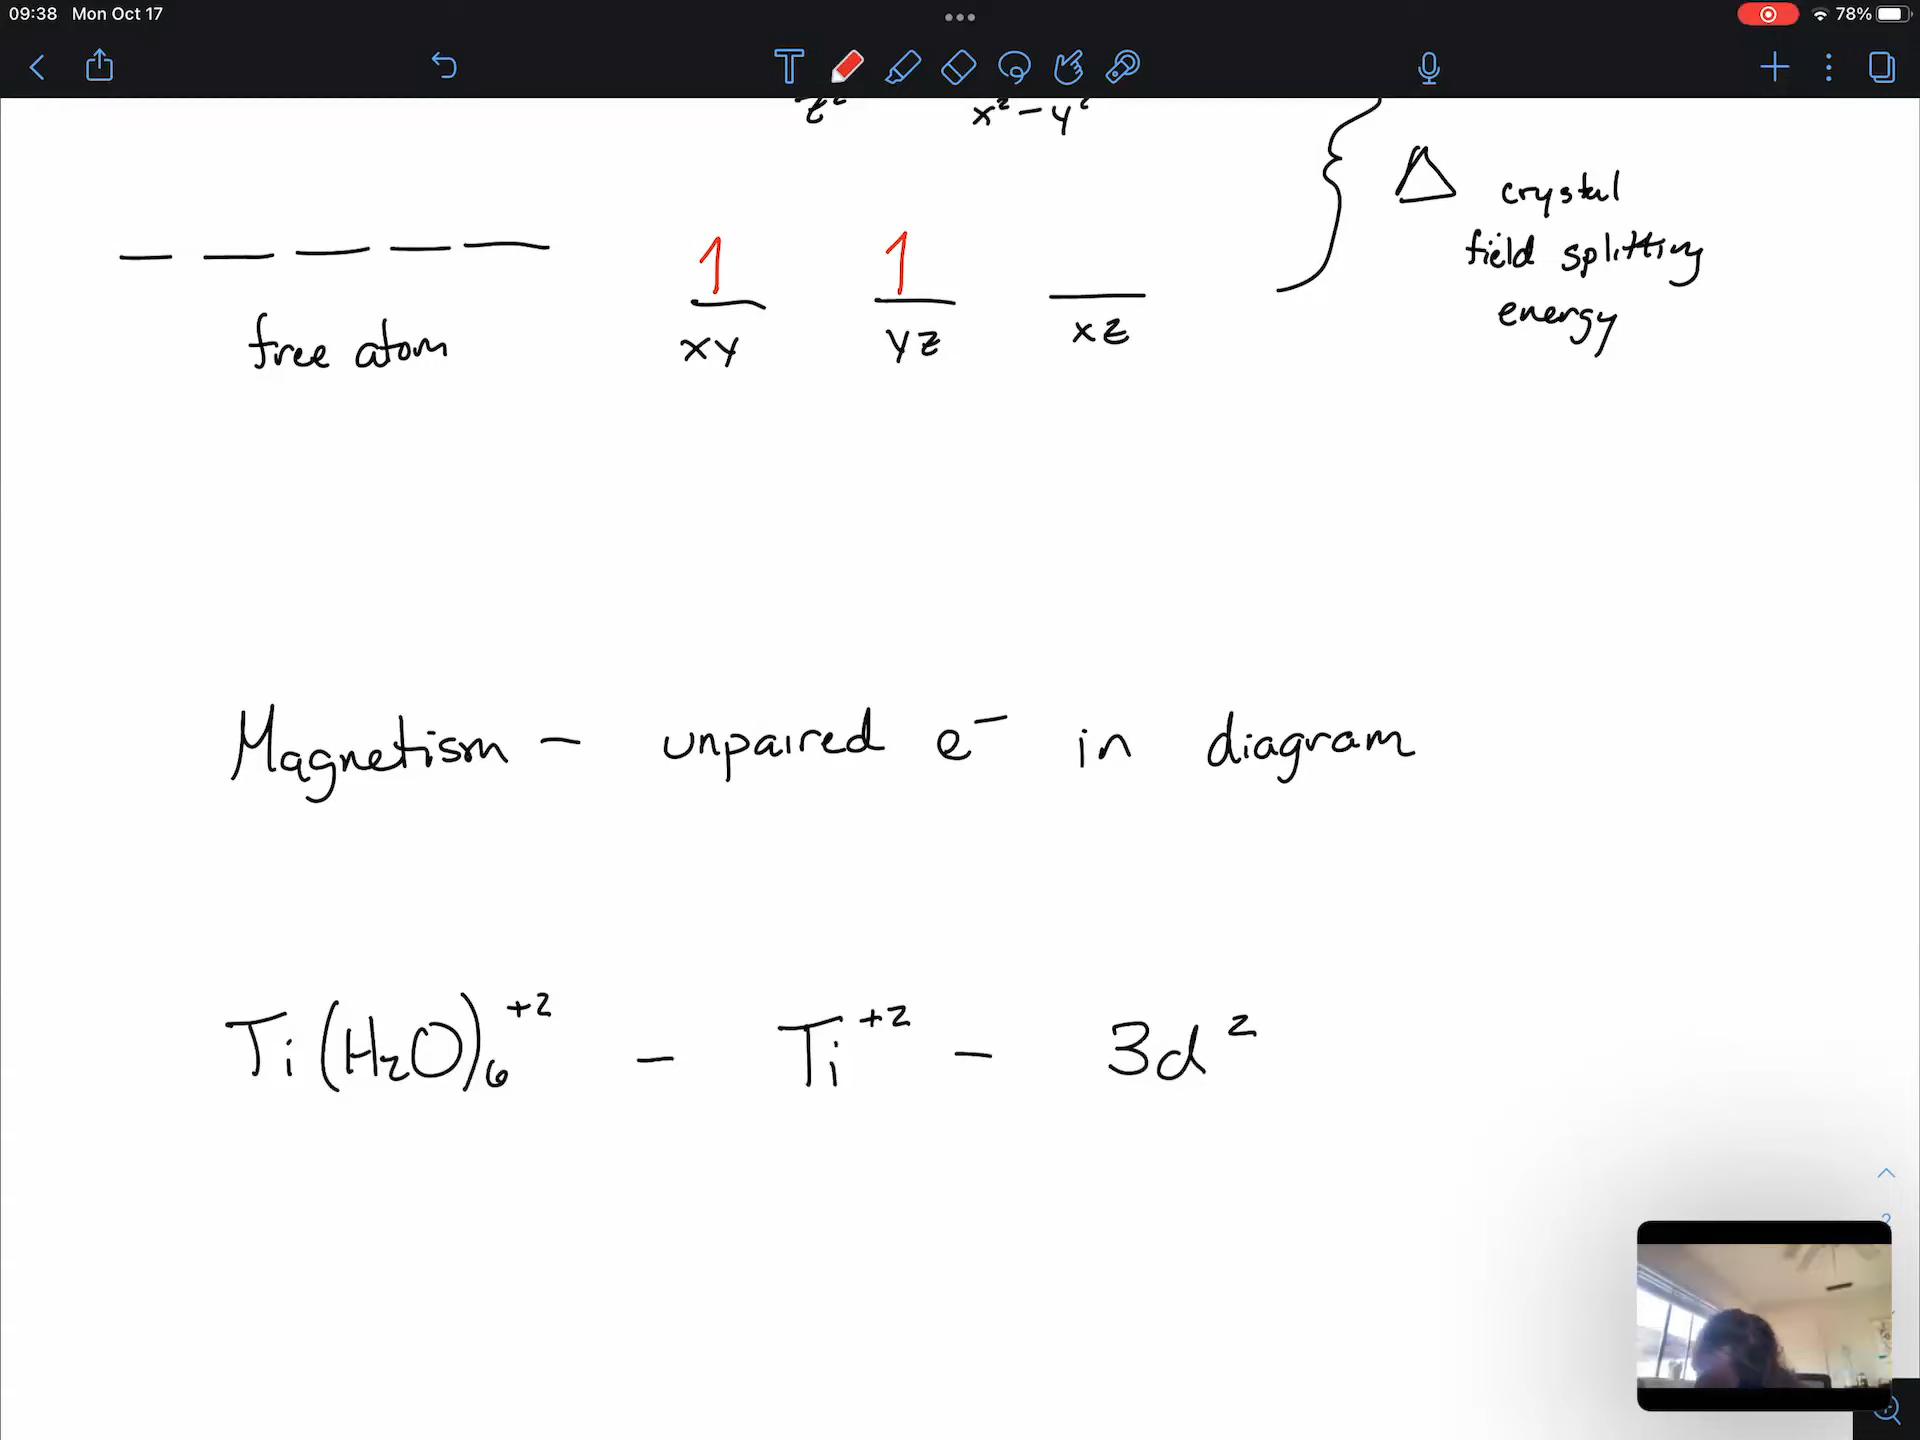 09:38 Mon Oct 17
78%
T
z² x²-y²
Δ crystal
field splitting
energy
1 1
xy yz xz
free atom
Magnetism - unpaired e⁻ in diagram
Ti(H₂O)₆⁺² - Ti⁺² - 3d²
2